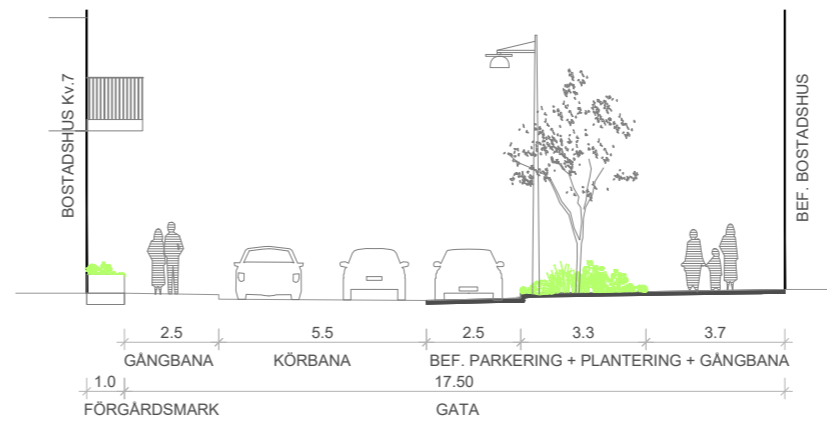 BOSTADSHUS Kv.7
BEF. BOSTADSHUS
2.5 5.5 2.5 3.3 3.7
GÅNGBANA KÖRBANA BEF. PARKERING + PLANTERING + GÅNGBANA
1.0 17.50
FÖRGÅRDSMARK GATA